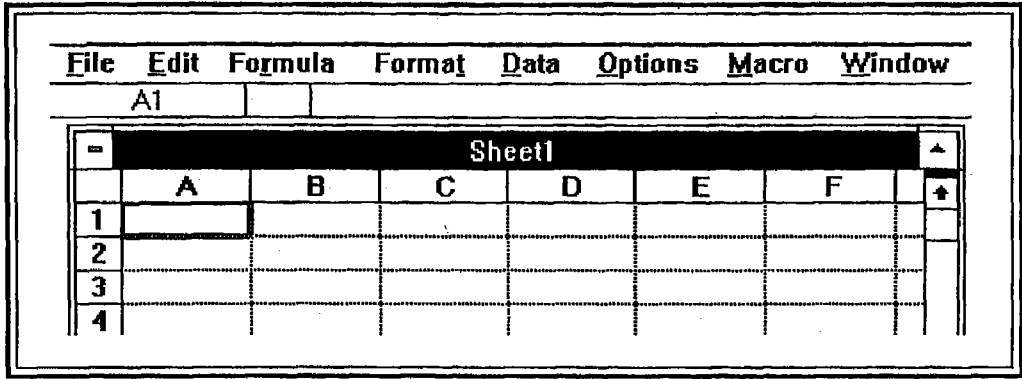 File Edit Formula Format Data Options Macro Window
A1
Sheet1
A B C D E F
1
2
3
4